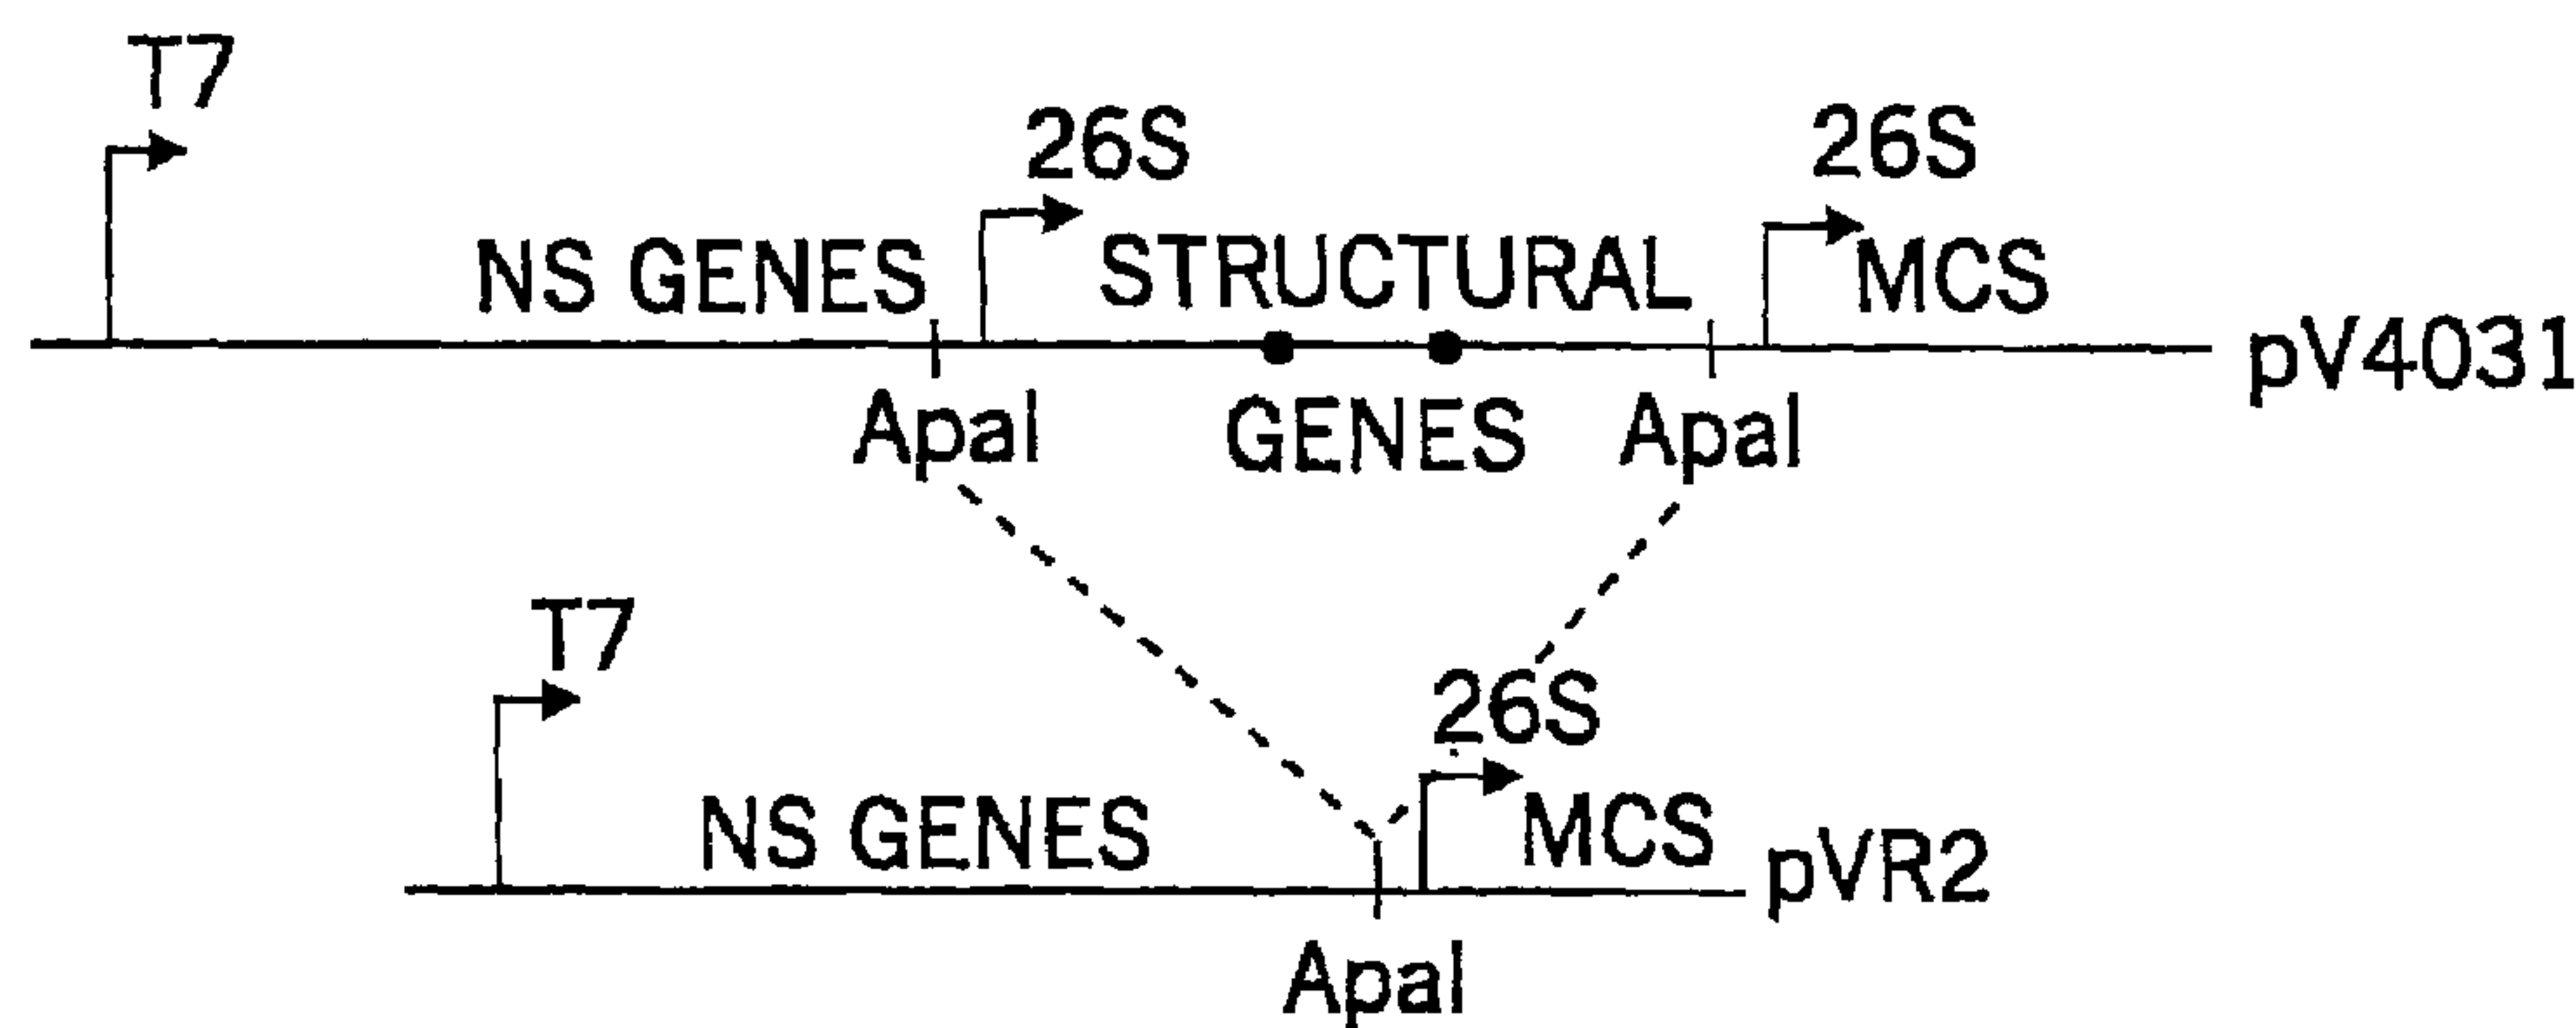 T7
26S 26S
NS GENES STRUCTURAL MCS
pV4031
ApaI GENES ApaI
T7
26S
NS GENES MCS
pVR2
ApaI